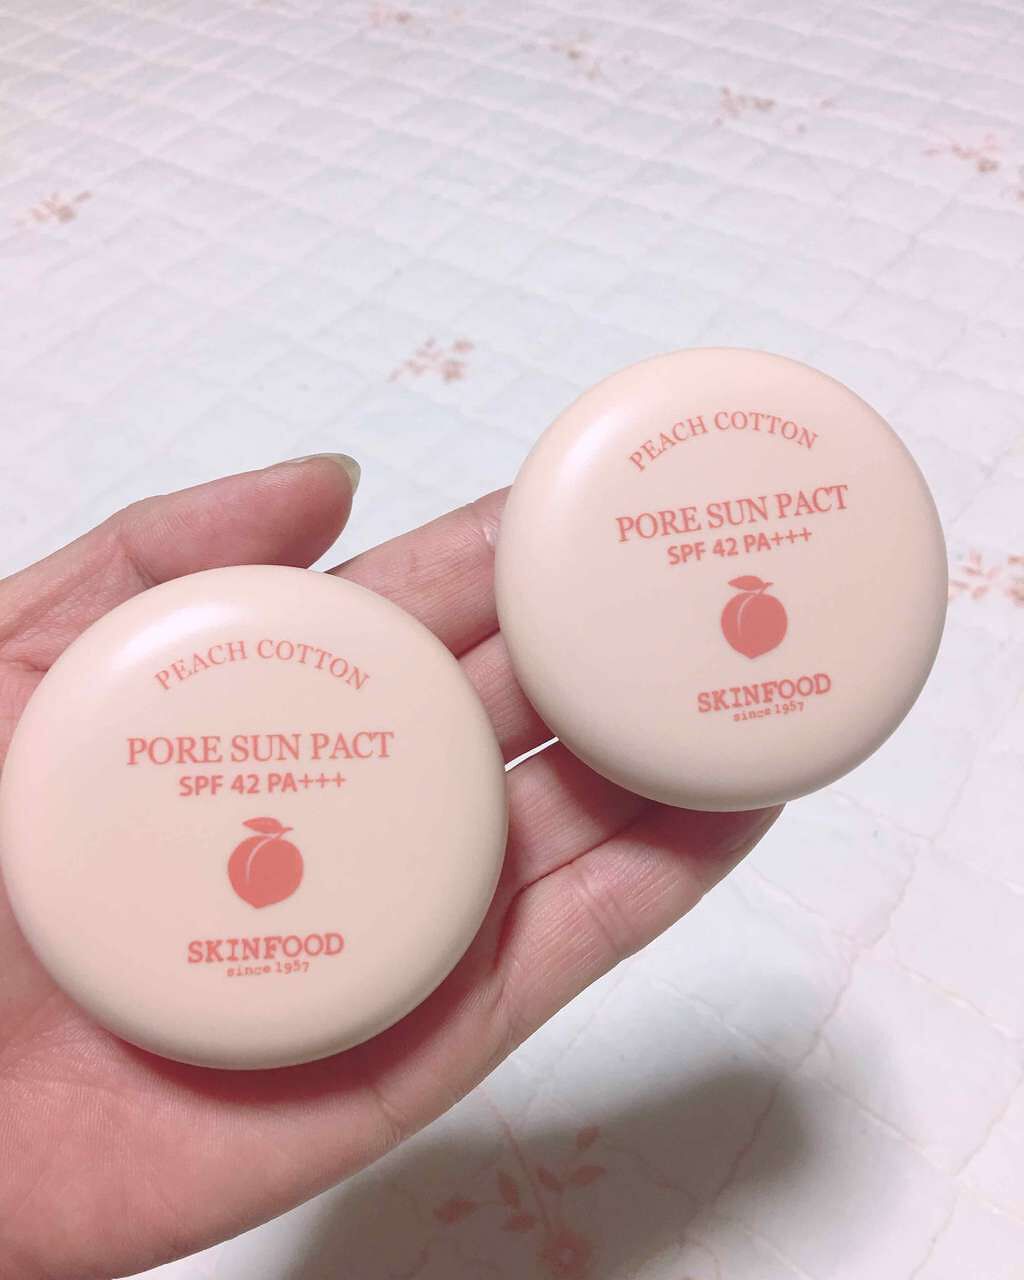 PEACH COTTON
PORE SUN PACT
SPF 42 PA+++
SKINFOOD
since 1957
PEACH COTTON
PORE SUN PACT
SPF 42 PA+++
SKINFOOD
since 1957